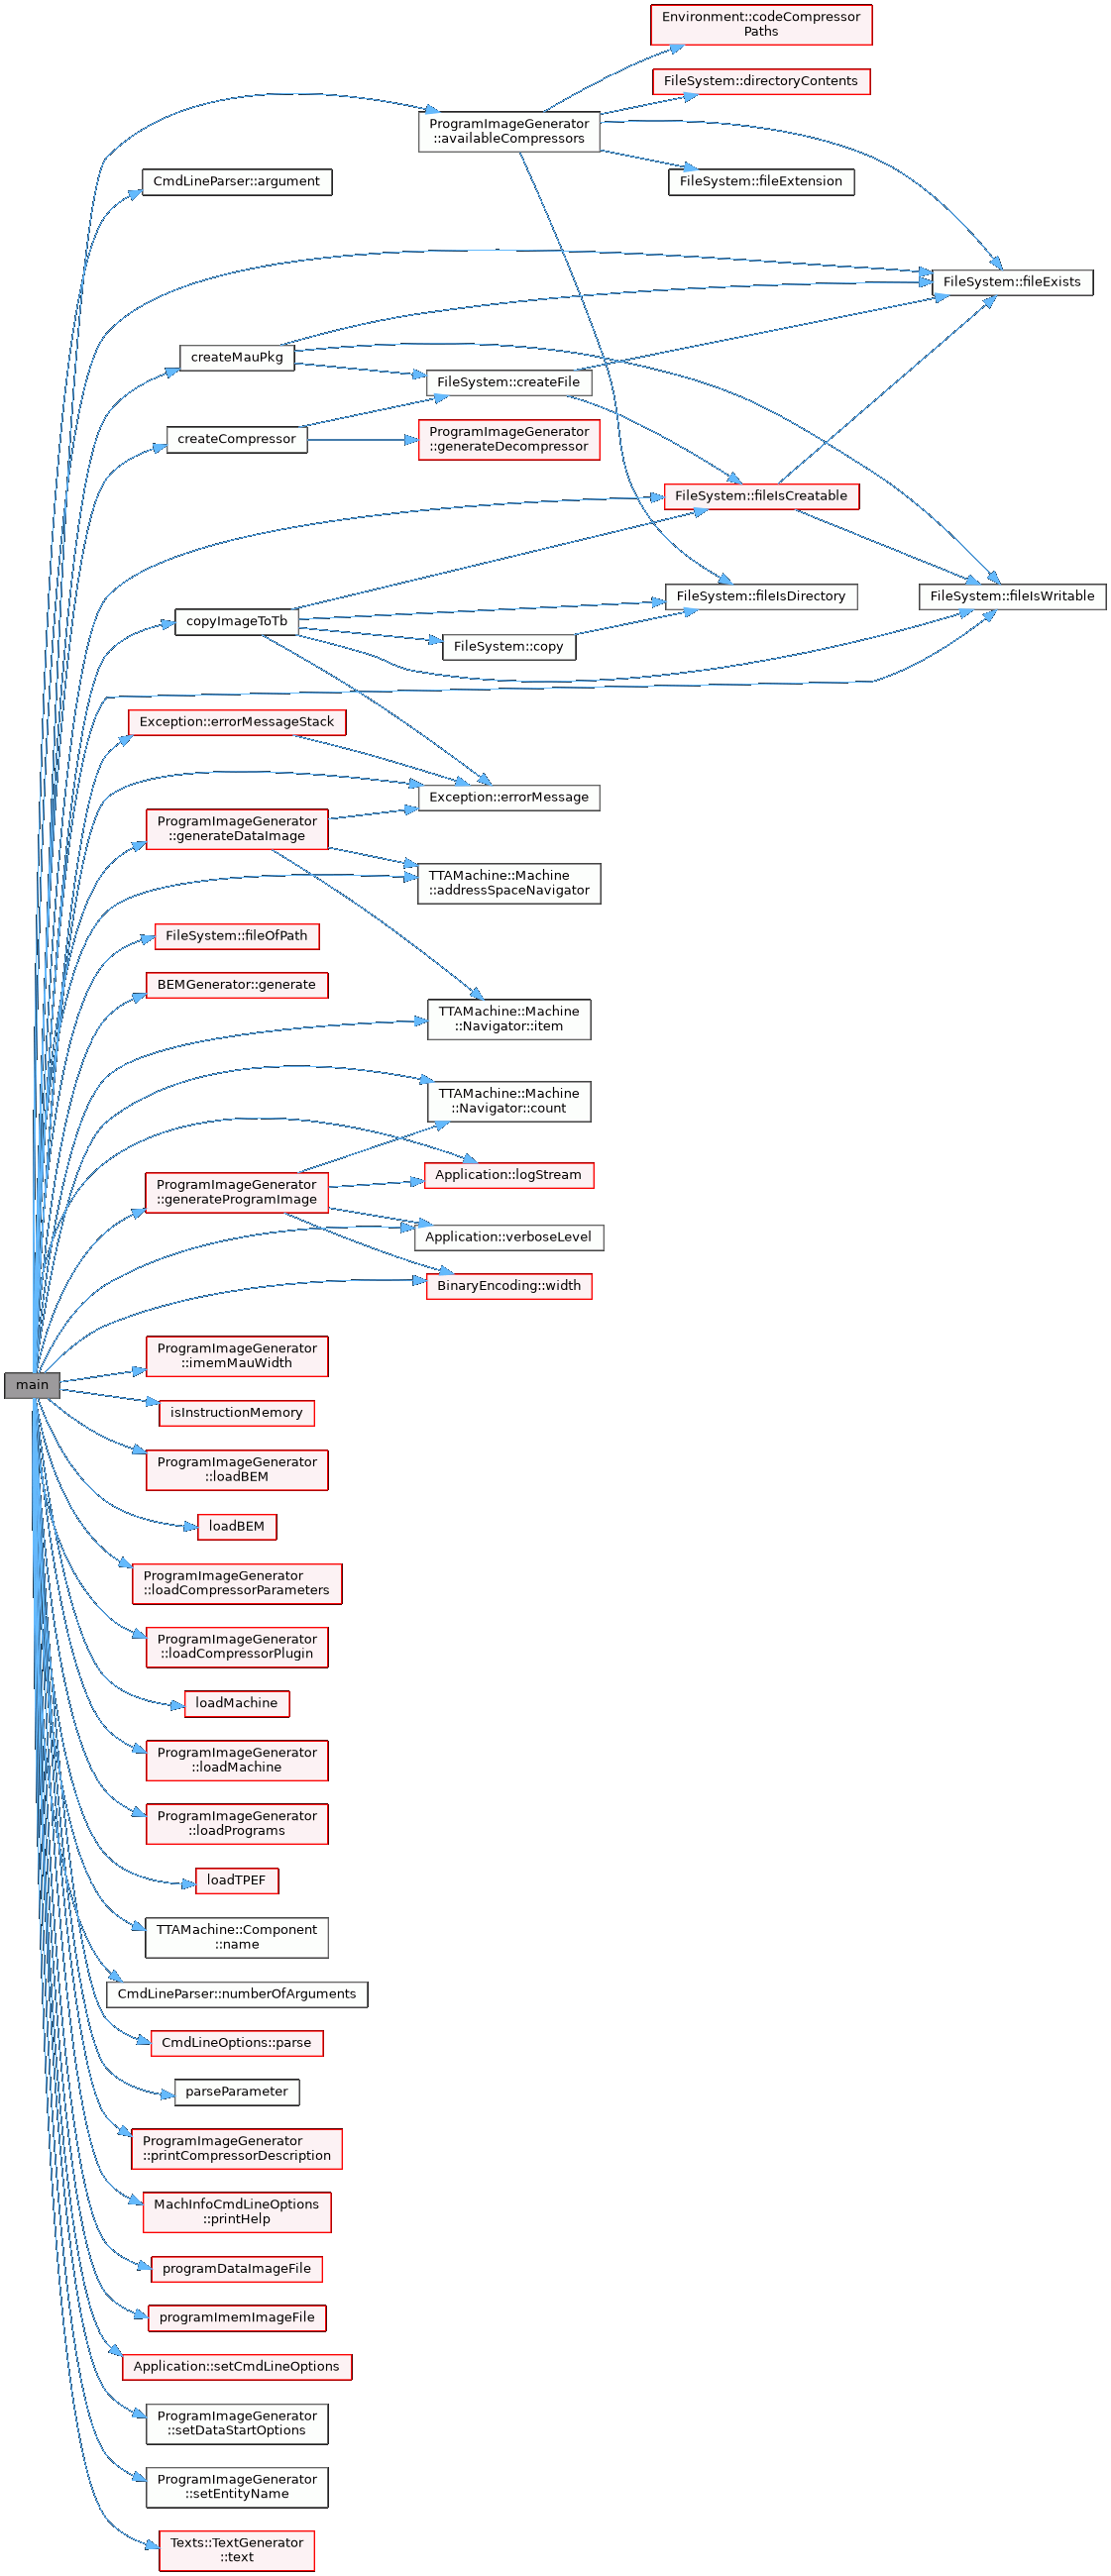 Environment::codeCompressor
Paths
FileSystem::directoryContents
ProgramImageGenerator
::availableCompressors
CmdLineParser::argument
FileSystem::fileExtension
FileSystem::fileExists
createMauPkg
FileSystem::createFile
createCompressor
ProgramImageGenerator
::generateDecompressor
FileSystem::fileIsCreatable
FileSystem::fileIsDirectory
FileSystem::fileIsWritable
copyImageToTb
FileSystem::copy
Exception::errorMessageStack
Exception::errorMessage
ProgramImageGenerator
::generateDataImage
TTAMachine::Machine
::addressSpaceNavigator
FileSystem::fileOfPath
BEMGenerator::generate
TTAMachine::Machine
::Navigator::item
TTAMachine::Machine
::Navigator::count
Application::logStream
ProgramImageGenerator
::generateProgramImage
Application::verboseLevel
BinaryEncoding::width
ProgramImageGenerator
::imemMauWidth
main
isInstructionMemory
ProgramImageGenerator
::loadBEM
loadBEM
ProgramImageGenerator
::loadCompressorParameters
ProgramImageGenerator
::loadCompressorPlugin
loadMachine
ProgramImageGenerator
::loadMachine
ProgramImageGenerator
::loadPrograms
loadTPEF
TTAMachine::Component
::name
CmdLineParser::numberOfArguments
CmdLineOptions::parse
parseParameter
ProgramImageGenerator
::printCompressorDescription
MachInfoCmdLineOptions
::printHelp
programDataImageFile
programImemImageFile
Application::setCmdLineOptions
ProgramImageGenerator
::setDataStartOptions
ProgramImageGenerator
::setEntityName
Texts::TextGenerator
::text